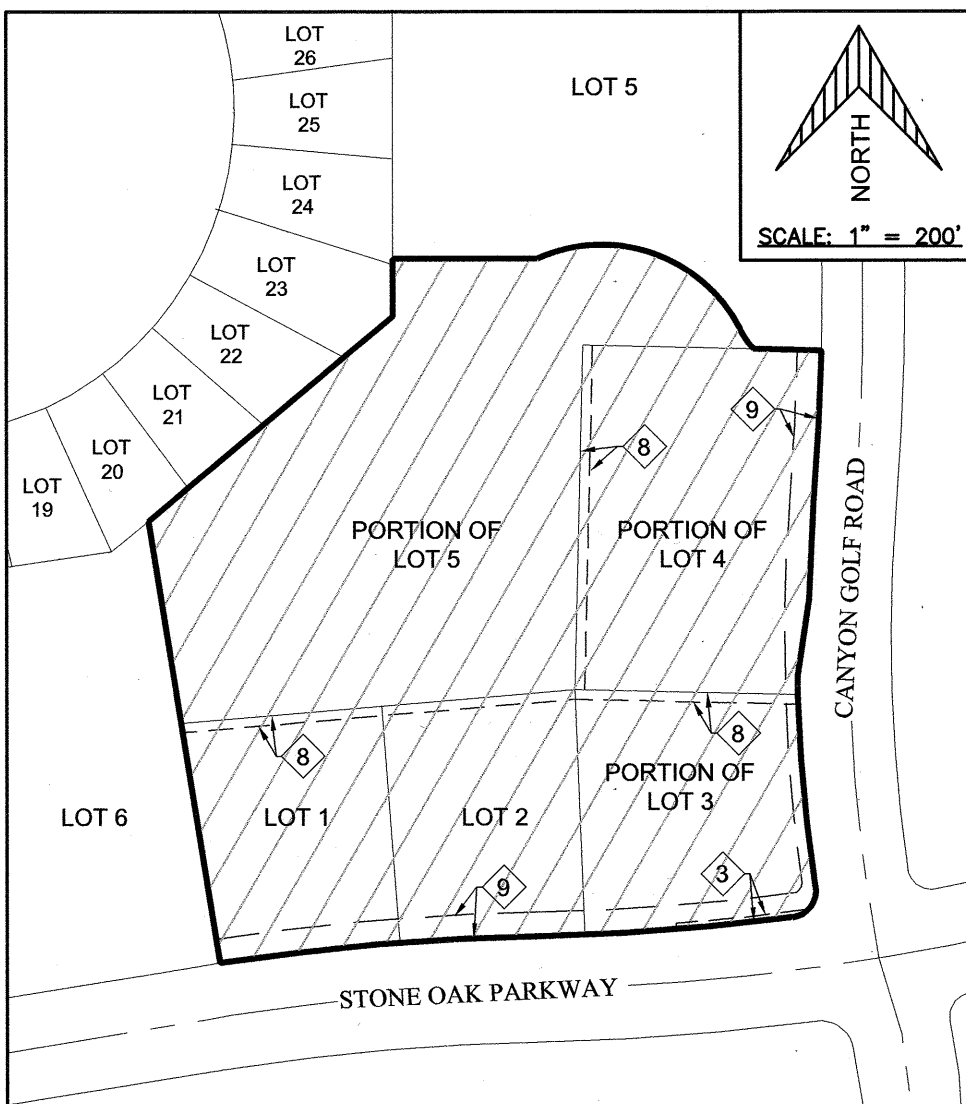 LOT
26
LOT 5
LOT
25
NORTH
LOT
24
SCALE: 1" = 200'
LOT
23
LOT
22
LOT
21
9
LOT
20
8
LOT
19
PORTION OF
LOT 5
PORTION OF
LOT 4
CANYON GOLF ROAD
8
8
PORTION OF
LOT 3
LOT 6
LOT 1
LOT 2
3
9
STONE OAK PARKWAY